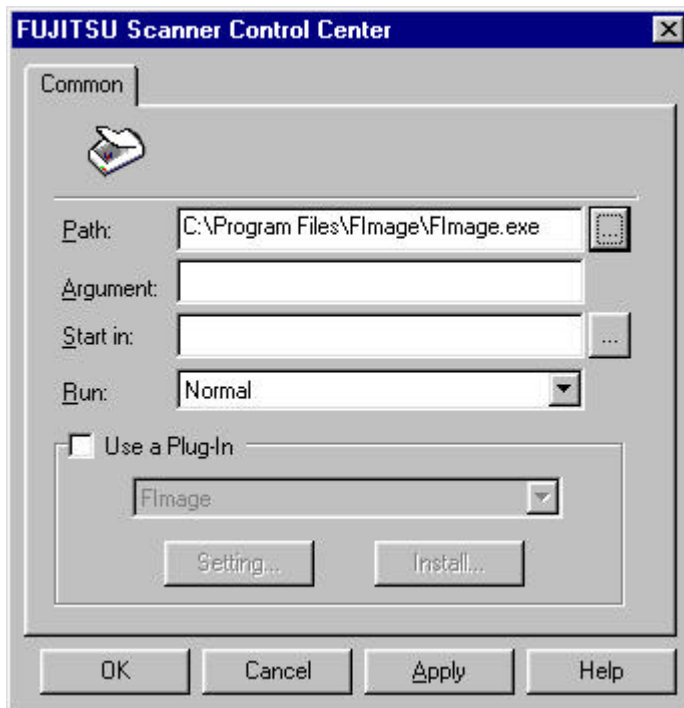 FUJITSU Scanner Control Center
Common
Path: C:\Program Files\FImage\FImage.exe ...
Argument:
Start in: ...
Run: Normal
Use a Plug-In
FImage
Setting... Install...
OK Cancel Apply Help